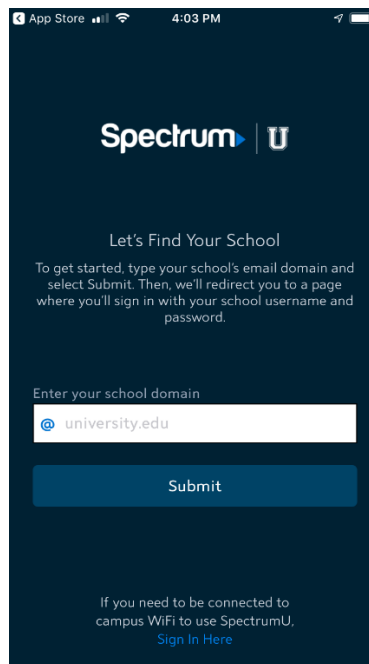 App Store 4:03 PM
Spectrum U
Let's Find Your School
To get started, type your school's email domain and
select Submit. Then, we'll redirect you to a page
where you'll sign in with your school username and
password.
Enter your school domain
@ university.edu
Submit
If you need to be connected to
campus WiFi to use SpectrumU,
Sign In Here